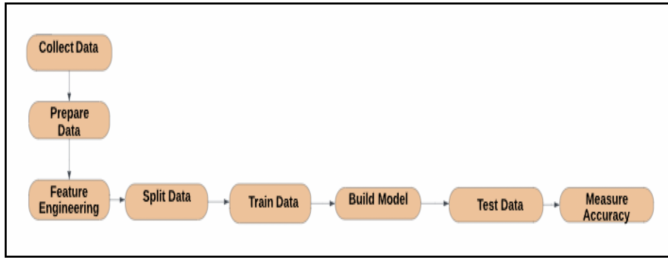 Collect Data
Prepare
Data
Feature
Engineering
Split Data
Train Data
Build Model
Test Data
Measure
Accuracy